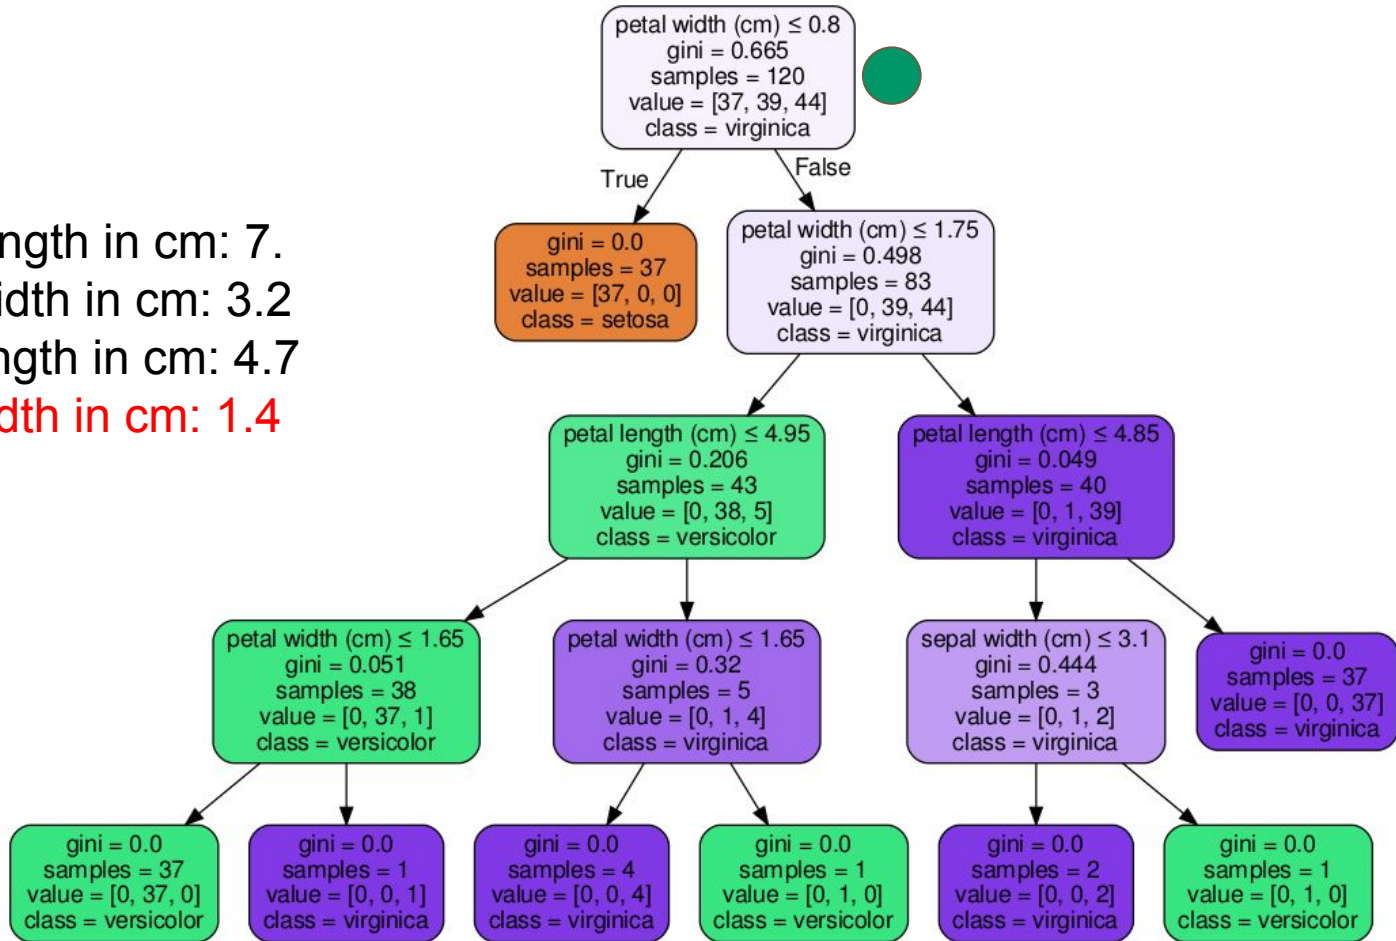 petal width (cm) ≤ 0.8
gini = 0.665
samples = 120
value = [37, 39, 44]
class = virginica
True
False
ngth in cm: 7.
idth in cm: 3.2
ngth in cm: 4.7
dth in cm: 1.4
gini = 0.0
samples = 37
value = [37, 0, 0]
class = setosa
petal width (cm) ≤ 1.75
gini = 0.498
samples = 83
value = [0, 39, 44]
class = virginica
petal length (cm) ≤ 4.95
gini = 0.206
samples = 43
value = [0, 38, 5]
class = versicolor
petal length (cm) ≤ 4.85
gini = 0.049
samples = 40
value = [0, 1, 39]
class = virginica
petal width (cm) ≤ 1.65
gini = 0.051
samples = 38
value = [0, 37, 1]
class = versicolor
petal width (cm) ≤ 1.65
gini = 0.32
samples = 5
value = [0, 1, 4]
class = virginica
sepal width (cm) ≤ 3.1
gini = 0.444
samples = 3
value = [0, 1, 2]
class = virginica
gini = 0.0
samples = 37
value = [0, 0, 37]
class = virginica
gini = 0.0
samples = 37
value = [0, 37, 0]
class = versicolor
gini = 0.0
samples = 1
value = [0, 0, 1]
class = virginica
gini = 0.0
samples = 4
value = [0, 0, 4]
class = virginica
gini = 0.0
samples = 1
value = [0, 1, 0]
class = versicolor
gini = 0.0
samples = 2
value = [0, 0, 2]
class = virginica
gini = 0.0
samples = 1
value = [0, 1, 0]
class = versicolor